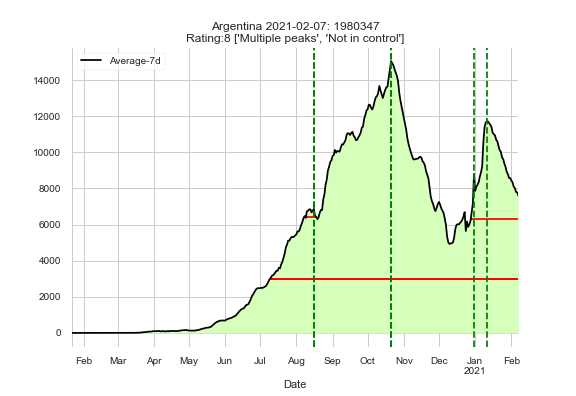 Argentina 2021-02-07: 1980347
Rating:8 ['Multiple peaks', 'Not in control']
Average-7d
14000
12000
10000
8000
6000
4000
2000
0
Feb Mar Apr May Jun Jul Aug Sep Oct Nov Dec Jan Feb
2021
Date